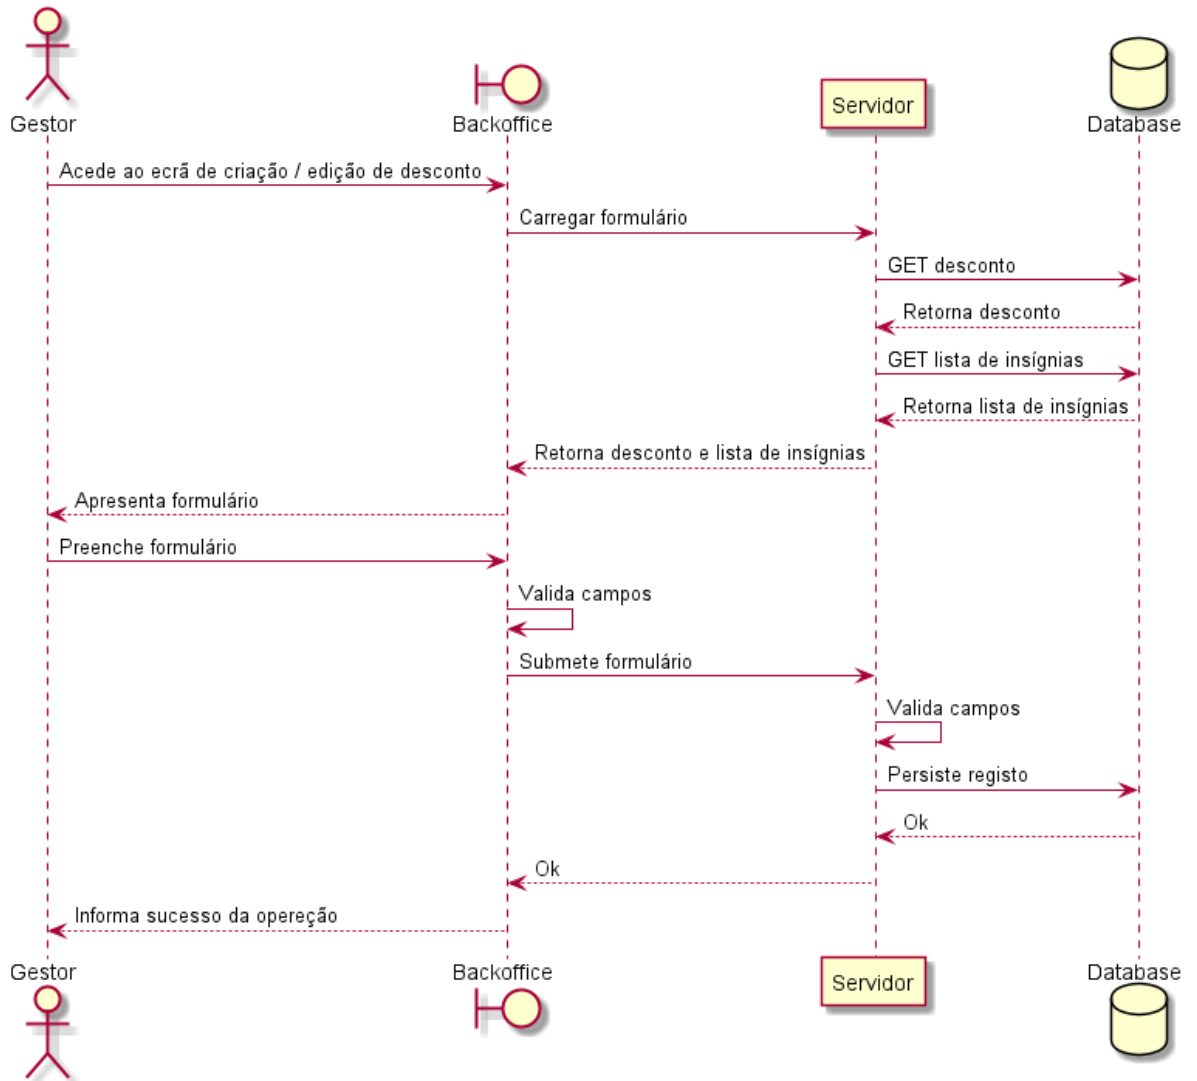 Gestor
Backoffice
Servidor
Database
Acede ao ecrã de criação / edição de desconto
Carregar formulário
GET desconto
Retorna desconto
GET lista de insígnias
Retorna lista de insígnias
Retorna desconto e lista de insígnias
Apresenta formulário
Preenche formulário
Valida campos
Submete formulário
Valida campos
Persiste registo
Ok
Ok
Informa sucesso da opereção
Gestor
Backoffice
Servidor
Database